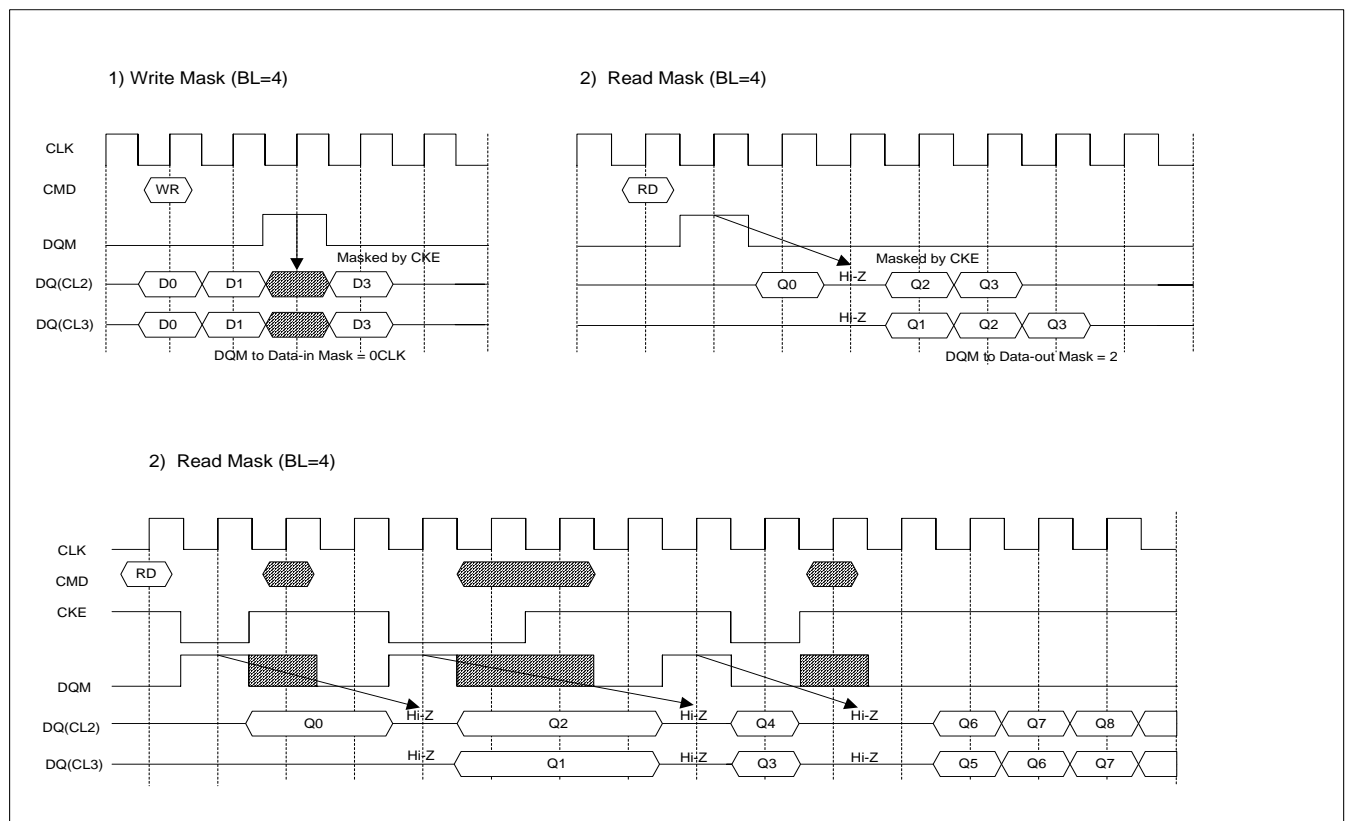 1) Write Mask (BL=4)
2) Read Mask (BL=4)
CLK
CMD
WR
RD
DQM
Masked by CKE
Masked by CKE
DQ(CL2)
D0
D1
D3
Q0
Hi-Z
Q2
Q3
DQ(CL3)
D0
D1
D3
Hi-Z
Q1
Q2
Q3
DQM to Data-in Mask = 0CLK
DQM to Data-out Mask = 2
2) Read Mask (BL=4)
CLK
CMD
RD
CKE
DQM
DQ(CL2)
Q0
Hi-Z
Q2
Hi-Z
Q4
Hi-Z
Q6
Q7
Q8
DQ(CL3)
Hi-Z
Q1
Hi-Z
Q3
Hi-Z
Q5
Q6
Q7